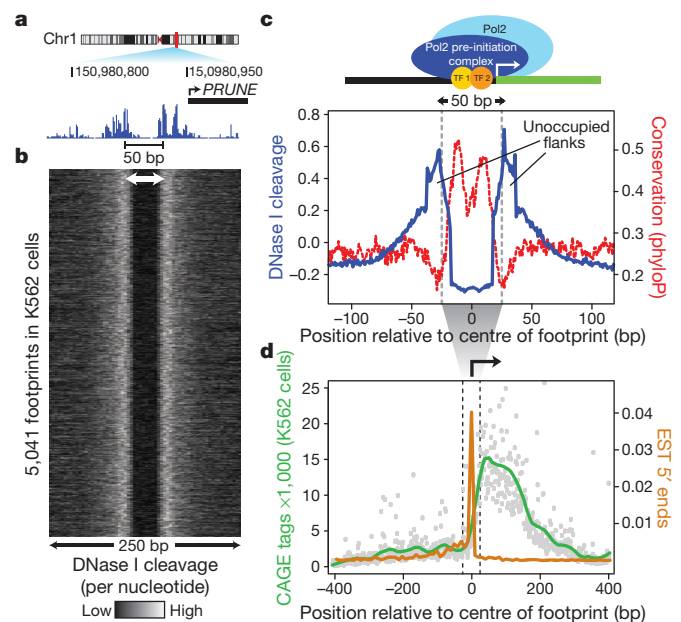 a
Chr1
150,980,800
15,0980,950
PRUNE
50 bp
b
5,041 footprints in K562 cells
250 bp
DNase I cleavage
(per nucleotide)
Low
High
c
Pol2
Pol2 pre-initiation
complex
TF 1
TF 2
50 bp
Unoccupied
flanks
DNase I cleavage
0.8
0.6
0.4
0.2
0.0
−0.2
Conservation (phyloP)
0.5
0.4
0.3
0.2
−100
−50
0
50
100
Position relative to centre of footprint (bp)
d
CAGE tags ×1,000 (K562 cells)
25
20
15
10
5
0
EST 5′ ends
0.04
0.03
0.02
0.01
−400
−200
0
200
400
Position relative to centre of footprint (bp)